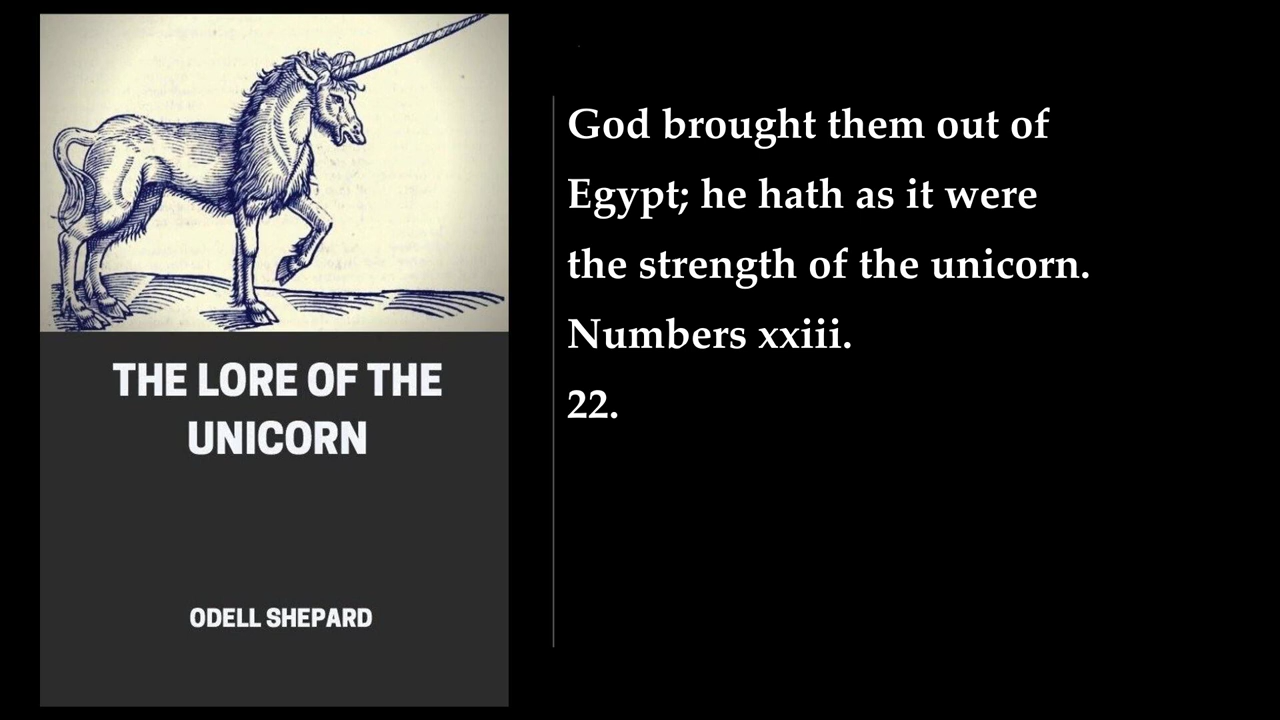 THE LORE OF THE
UNICORN
ODELL SHEPARD
God brought them out of
Egypt; he hath as it were
the strength of the unicorn.
Numbers xxiii.
22.